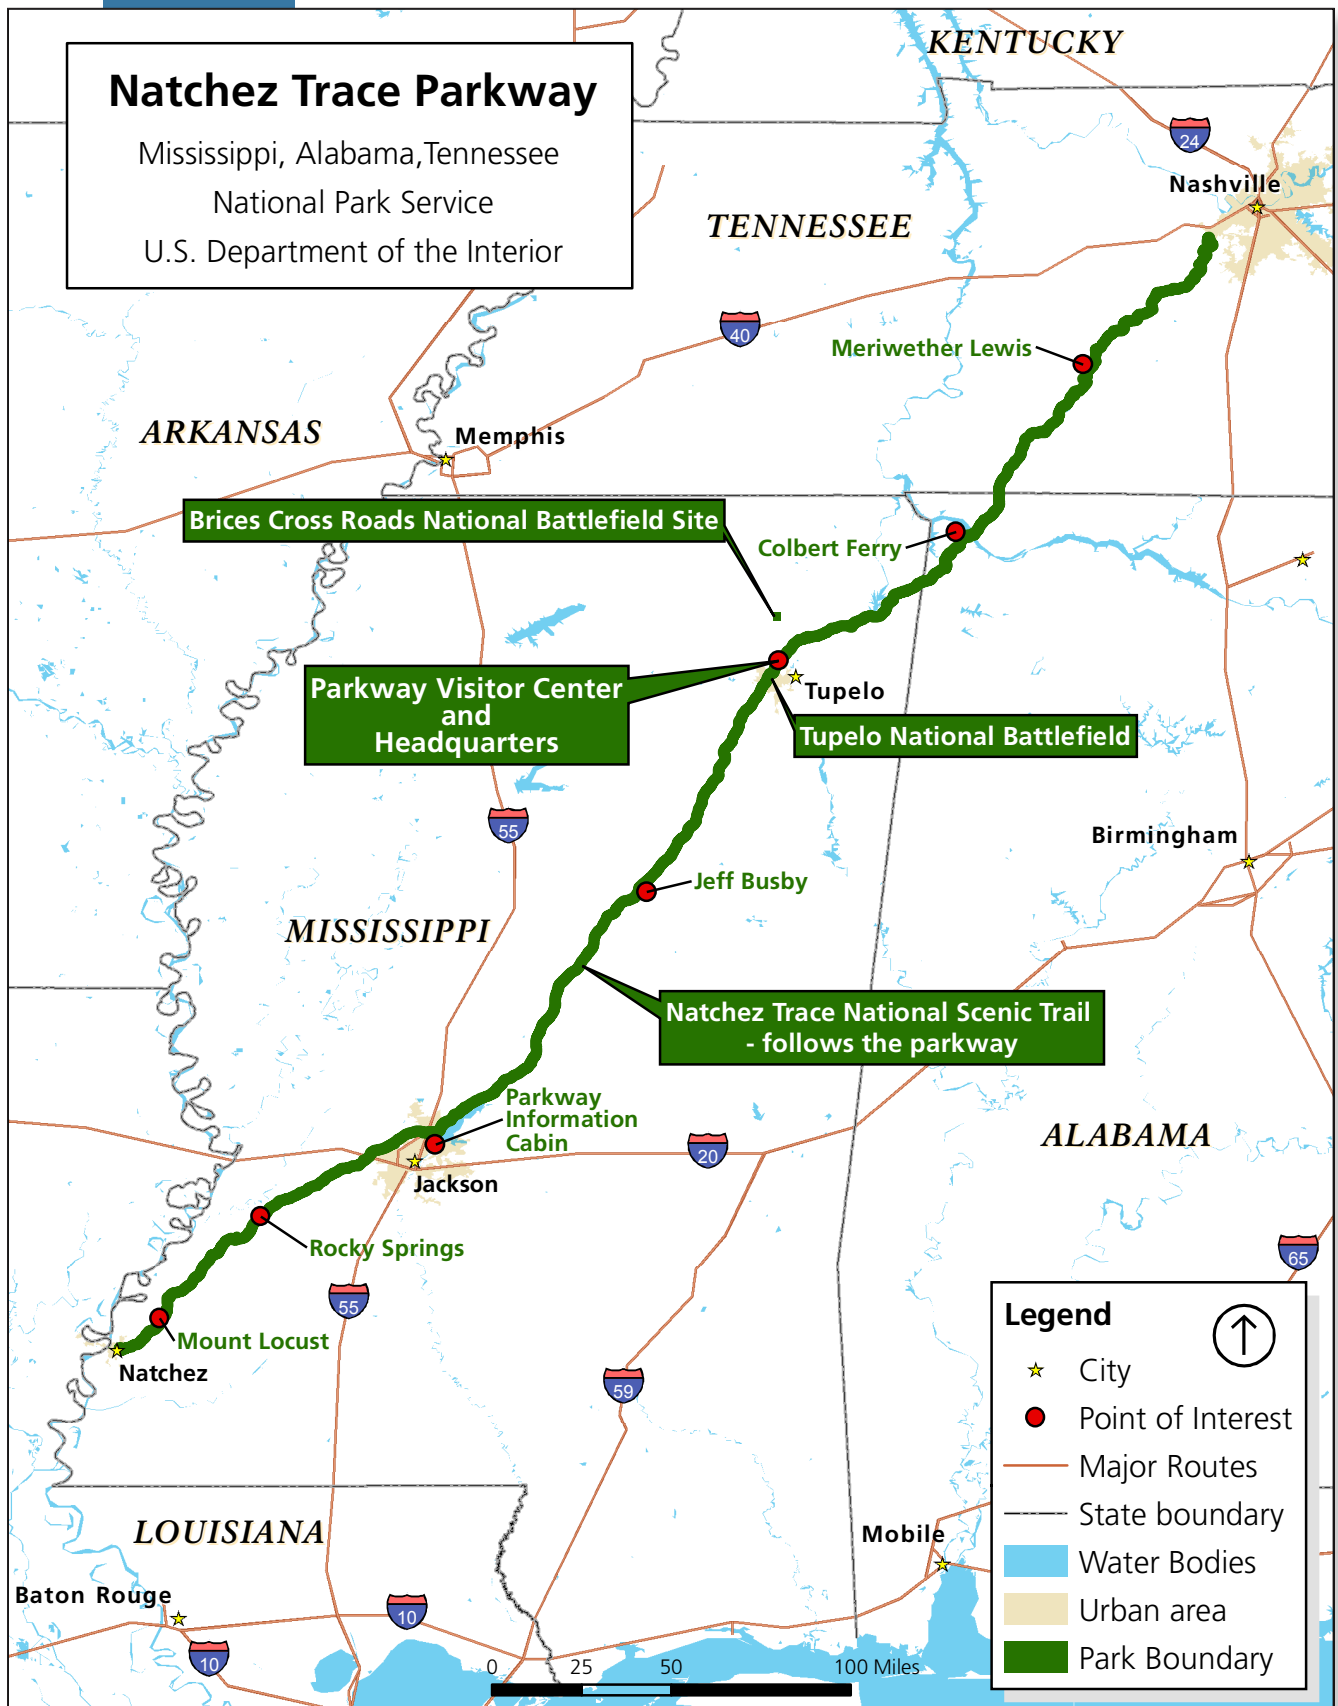 Natchez Trace Parkway
Mississippi, Alabama,Tennessee
National Park Service
U.S. Department of the Interior
KENTUCKY
24
Nashville
TENNESSEE
40
Meriwether Lewis
ARKANSAS
Memphis
Brices Cross Roads National Battlefield Site
Colbert Ferry
Parkway Visitor Center
and
Headquarters
Tupelo
Tupelo National Battlefield
55
Birmingham
Jeff Busby
MISSISSIPPI
Natchez Trace National Scenic Trail
- follows the parkway
Parkway
Information
Cabin
ALABAMA
20
Jackson
Rocky Springs
65
55
Mount Locust
Natchez
59
Legend
City
Point of Interest
Major Routes
State boundary
Water Bodies
Urban area
Park Boundary
LOUISIANA
Mobile
Baton Rouge
10
10
0 25 50 100 Miles